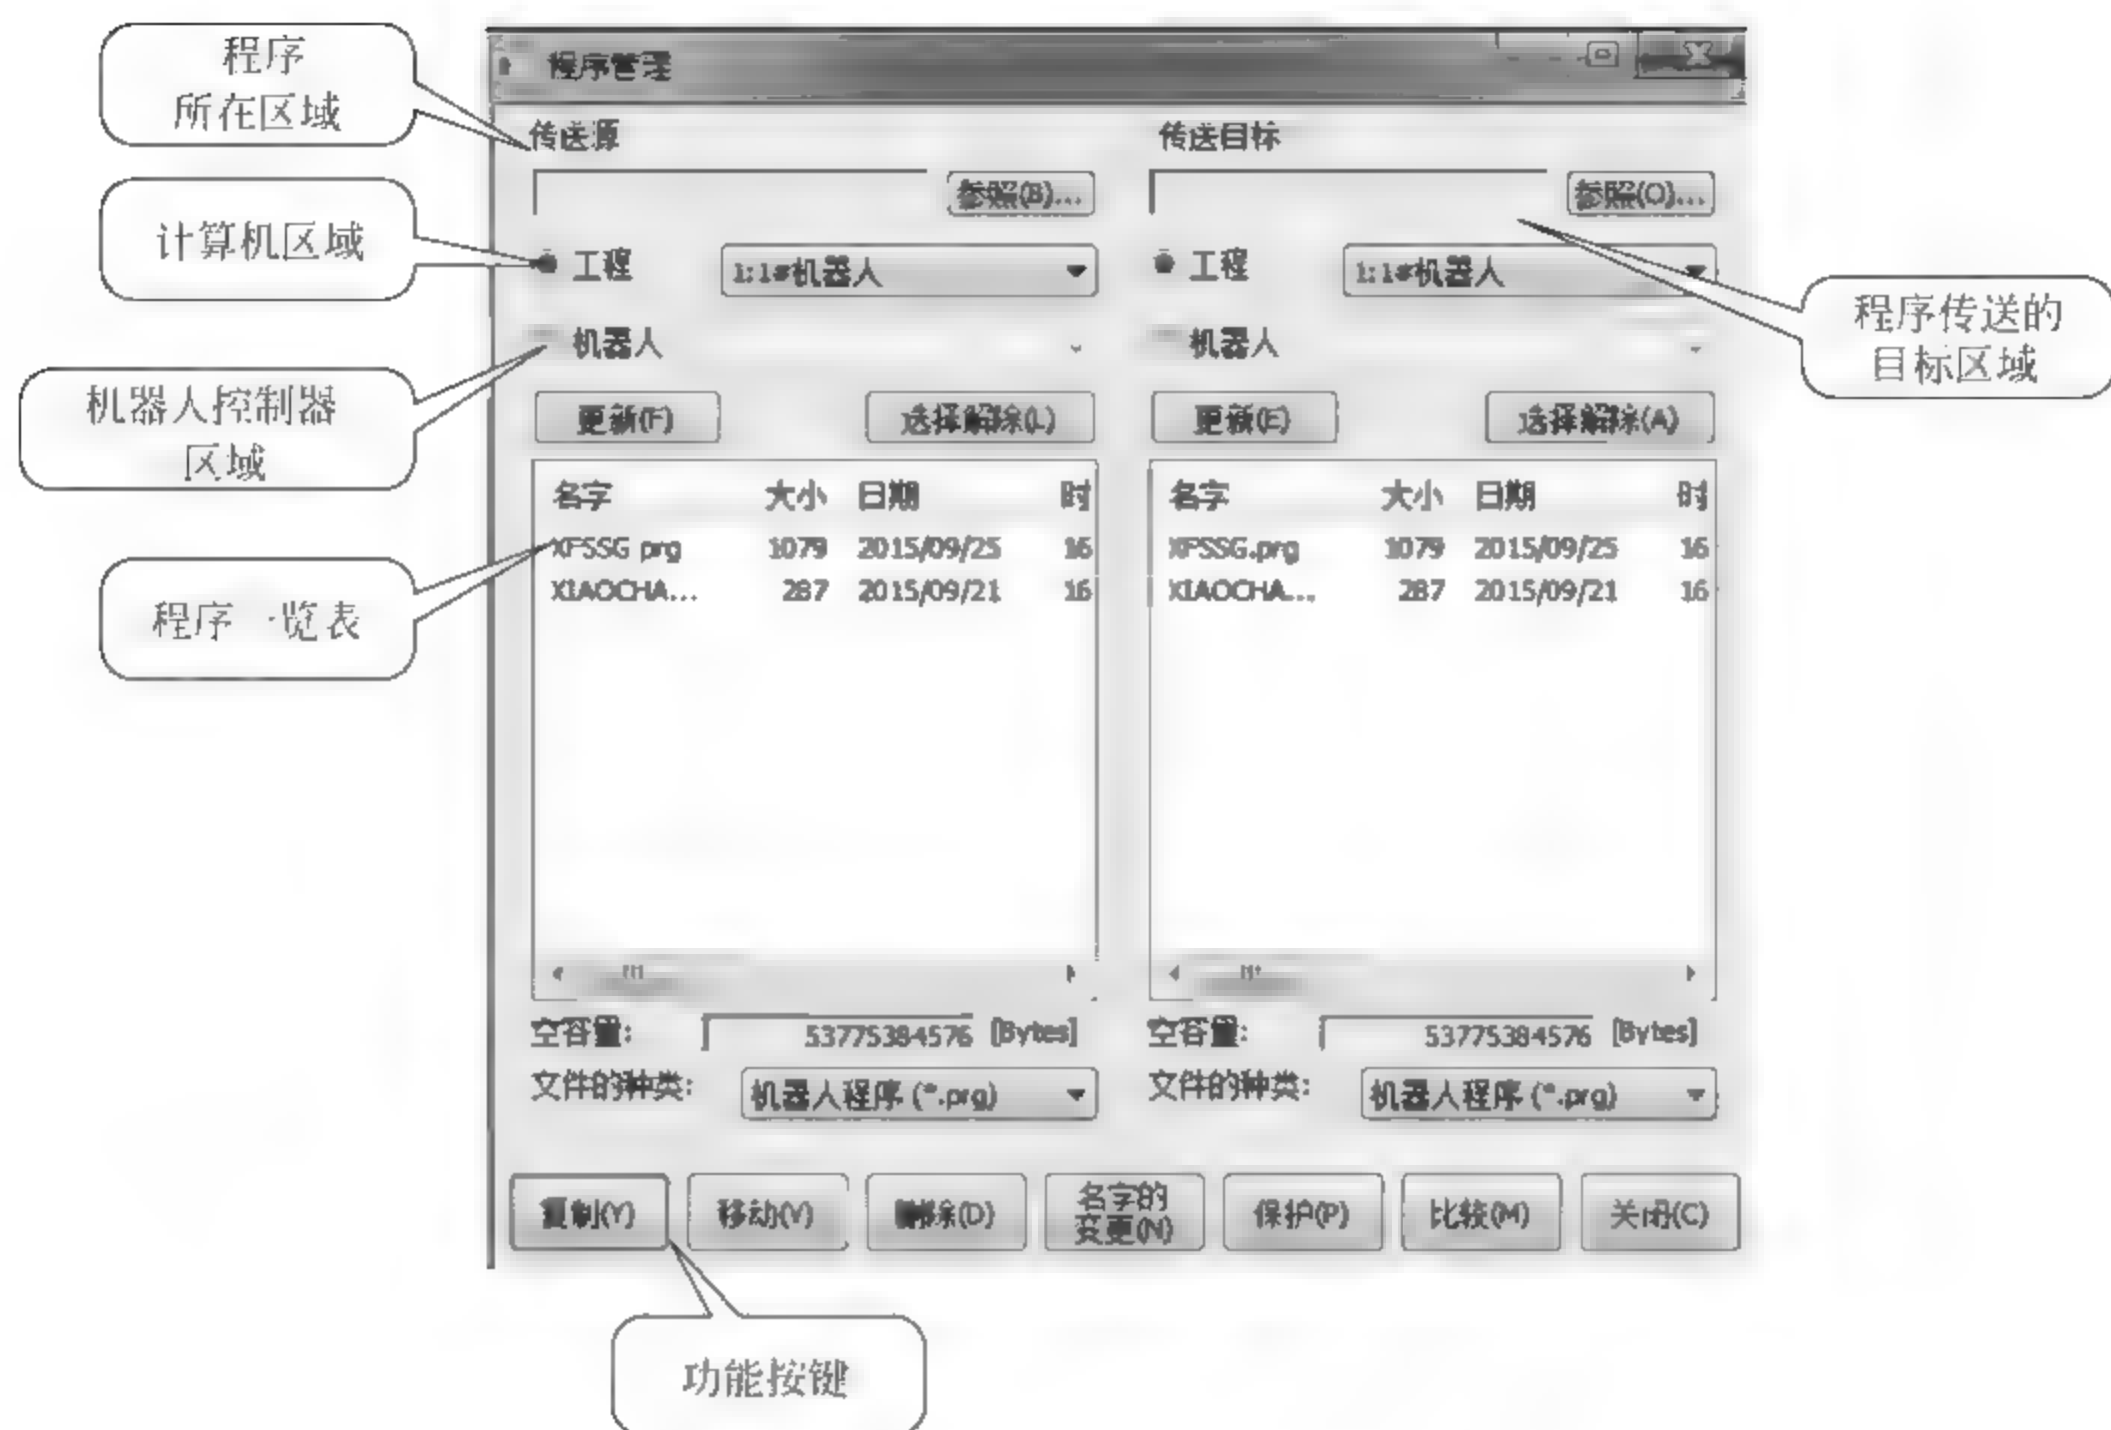 程序
所在区域
计算机区域
机器人控制器
区域
程序一览表
程序管理
传送源
参照(B)...
工程
1:1#机器人
机器人
更新(F)
选择解除(L)
名字 大小 日期 时
XFSSG.prg 1079 2015/09/25 16
XIAOCHA... 287 2015/09/21 16
空容量: 53775384576 [Bytes]
文件的种类: 机器人程序 (*.prg)
传送目标
参照(O)...
工程
1:1#机器人
机器人
更新(E)
选择解除(A)
名字 大小 日期 时
XFSSG.prg 1079 2015/09/25 16
XIAOCHA... 287 2015/09/21 16
空容量: 53775384576 [Bytes]
文件的种类: 机器人程序 (*.prg)
程序传送的
目标区域
复制(Y)
移动(V)
删除(D)
名字的
变更(N)
保护(P)
比较(M)
关闭(C)
功能按键